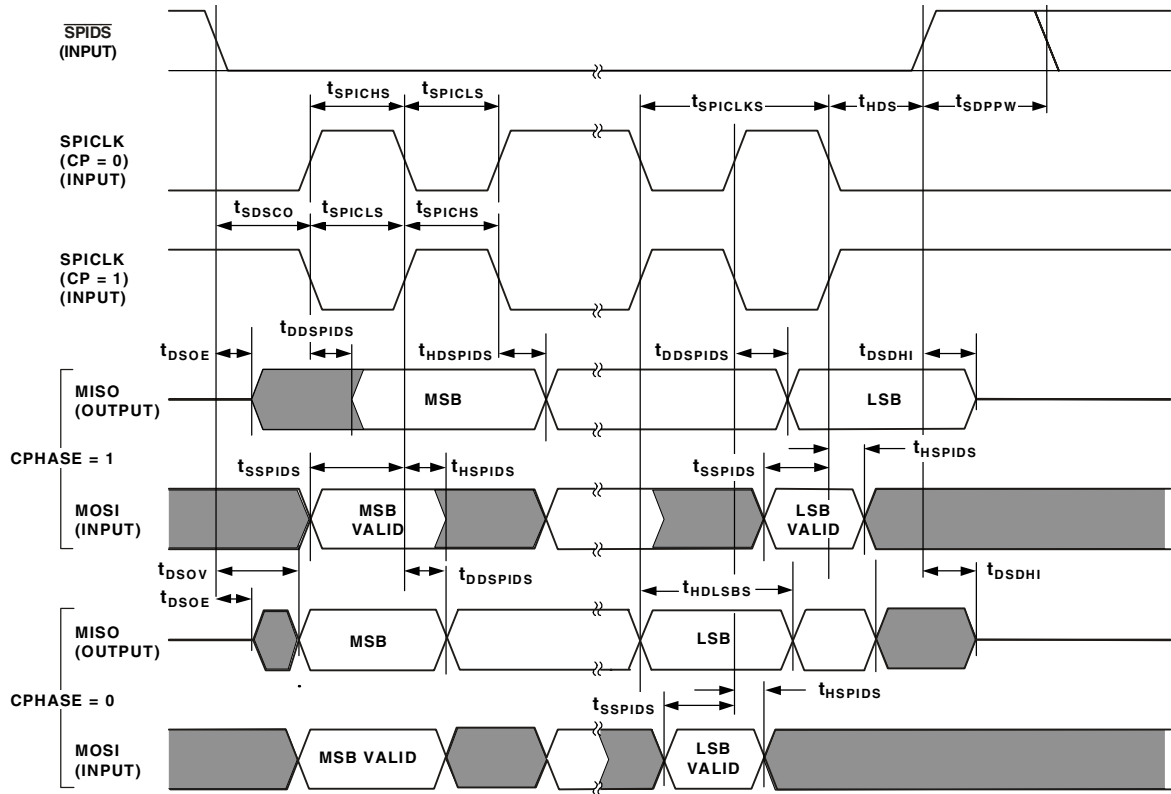 SPIDS
(INPUT)
tSPICHS
tSPICLS
tSPICLKS
tHDS
tSDPPW
SPICLK
(CP = 0)
(INPUT)
tSDSCO
tSPICLS
tSPICHS
SPICLK
(CP = 1)
(INPUT)
tDSOE
tDDSPIDS
tHDSPIDS
tDDSPIDS
tDSDHI
MISO
(OUTPUT)
MSB
LSB
CPHASE = 1
tSSPIDS
tHSPIDS
tSSPIDS
tHSPIDS
MOSI
(INPUT)
MSB
VALID
LSB
VALID
tDSOV
tDDSPIDS
tHDLSBS
tDSDHI
tDSOE
MISO
(OUTPUT)
MSB
LSB
CPHASE = 0
tSSPIDS
tHSPIDS
MOSI
(INPUT)
MSB VALID
LSB
VALID